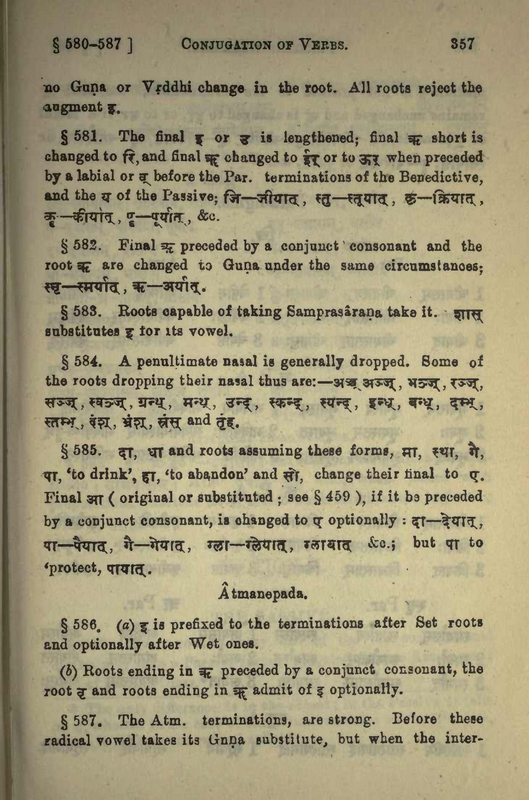 § 580-587 ] CONJUGATION OF VERBS. 357
no Guṇa or Vṛddhi change in the root. All roots reject the
augment इ.
§ 581. The final इ or उ is lengthened; final ऋ short is
changed to रि, and final ॠ changed to ईर् or to ऊर् when preceded
by a labial or व् before the Par. terminations of the Benedictive,
and the य of the Passive; जि—जीयात्, स्तु—स्तूयात्, कृ—क्रियात्,
कॄ—कीर्यात्, पॄ—पूर्यात्, &c.
§ 582. Final ऋ preceded by a conjunct consonant and the
root ऋ are changed to Guṇa under the same circumstances;
स्मृ—स्मर्यात्, ऋ—अर्यात्.
§ 583. Roots capable of taking Samprasâraṇa take it. शास्
substitutes इ for its vowel.
§ 584. A penultimate nasal is generally dropped. Some of
the roots dropping their nasal thus are:—अञ्च् अञ्ज्, भञ्ज्, रञ्ज्,
सञ्ज्, स्वञ्ज्, ग्रन्थ्, मन्थ्, उन्द्, स्कन्द्, स्यन्द्, इन्ध्, बन्ध्, दम्भ्,
स्तम्भ्, दंश्, भ्रंश्, स्रंस् and तृंह्.
§ 585. दा, धा and roots assuming these forms, मा, स्था, गै,
पा, ‘to drink’, हा, ‘to abandon’ and सो, change their final to ए.
Final आ ( original or substituted ; see § 459 ), if it be preceded
by a conjunct consonant, is changed to ए optionally : दा—देयात्,
पा—पेयात्, गै—गेयात्, ग्ला—ग्लेयात्, ग्लायात् &c.; but पा to
‘protect, पायात्.
Âtmanepada.
§ 586. (a) इ is prefixed to the terminations after Set roots
and optionally after Wet ones.
(b) Roots ending in ऋ preceded by a conjunct consonant, the
root वृ and roots ending in ॠ admit of इ optionally.
§ 587. The Atm. terminations, are strong. Before these
radical vowel takes its Guṇa substitute, but when the inter-